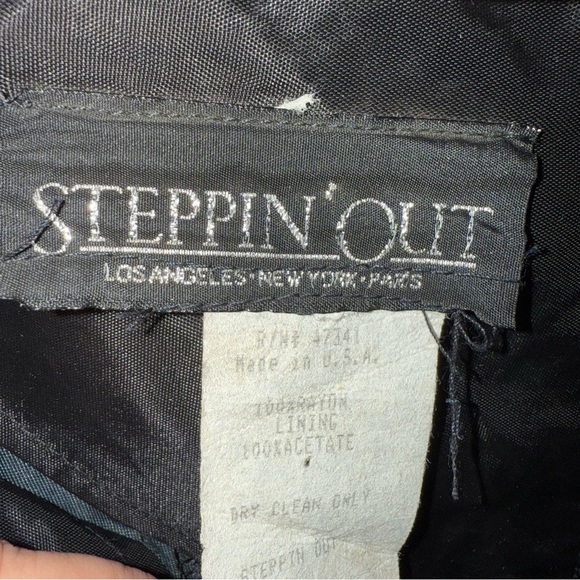 STEPPIN' OUT
LOS ANGELES · NEW YORK · PARIS
R/N# 47341
Made in U.S.A.
100%RAYON
LINING
100%ACETATE
DRY CLEAN ONLY
STEPPIN OUT